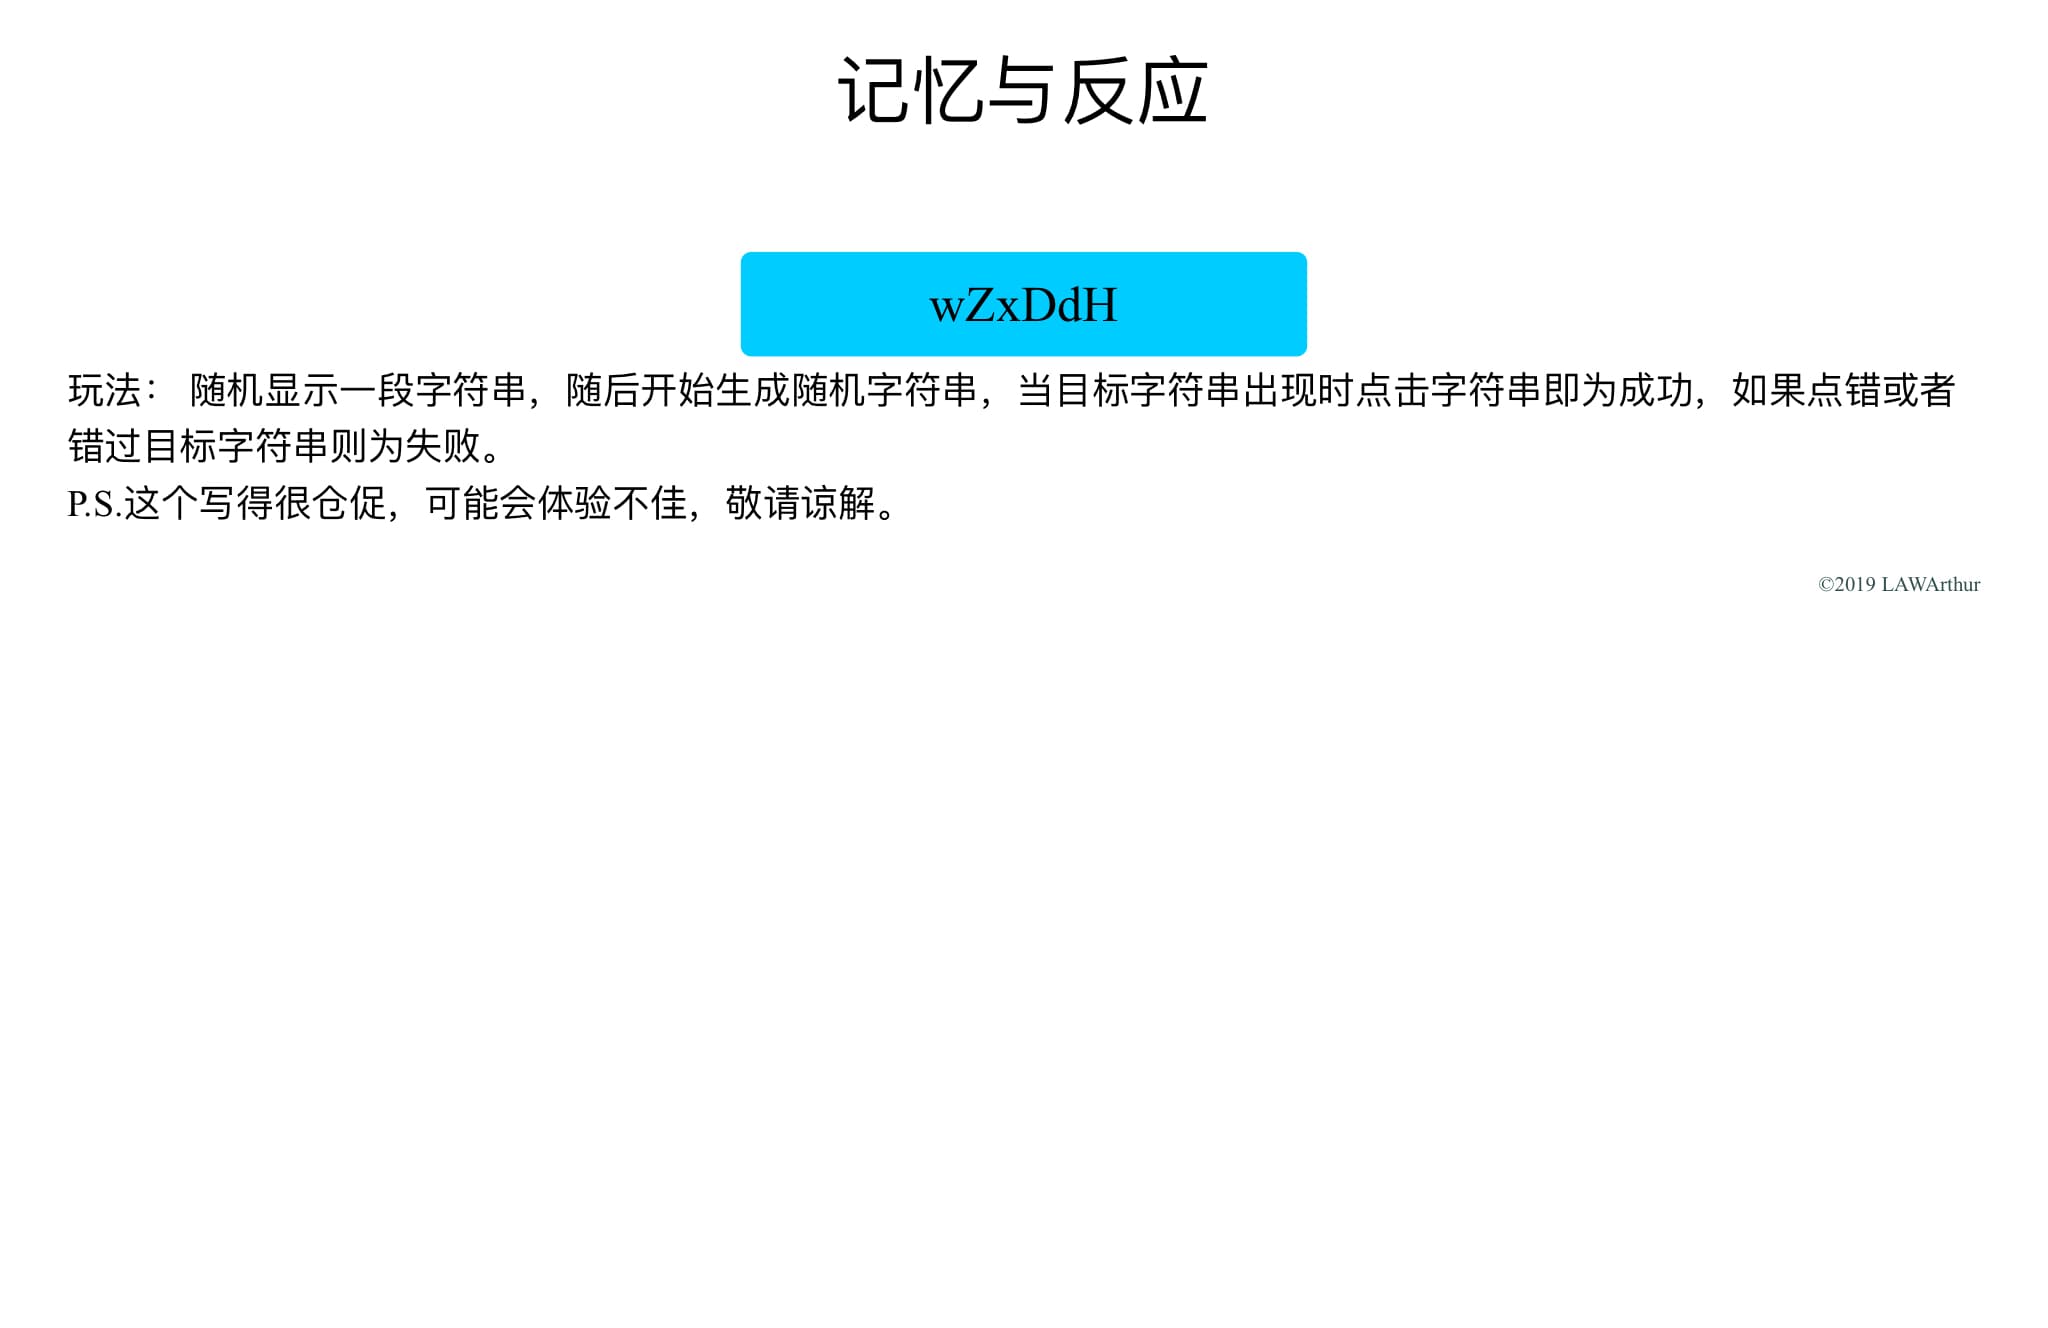 记忆与反应
wZxDdH
玩法： 随机显示一段字符串，随后开始生成随机字符串，当目标字符串出现时点击字符串即为成功，如果点错或者
错过目标字符串则为失败。
P.S.这个写得很仓促，可能会体验不佳，敬请谅解。
©2019 LAWArthur